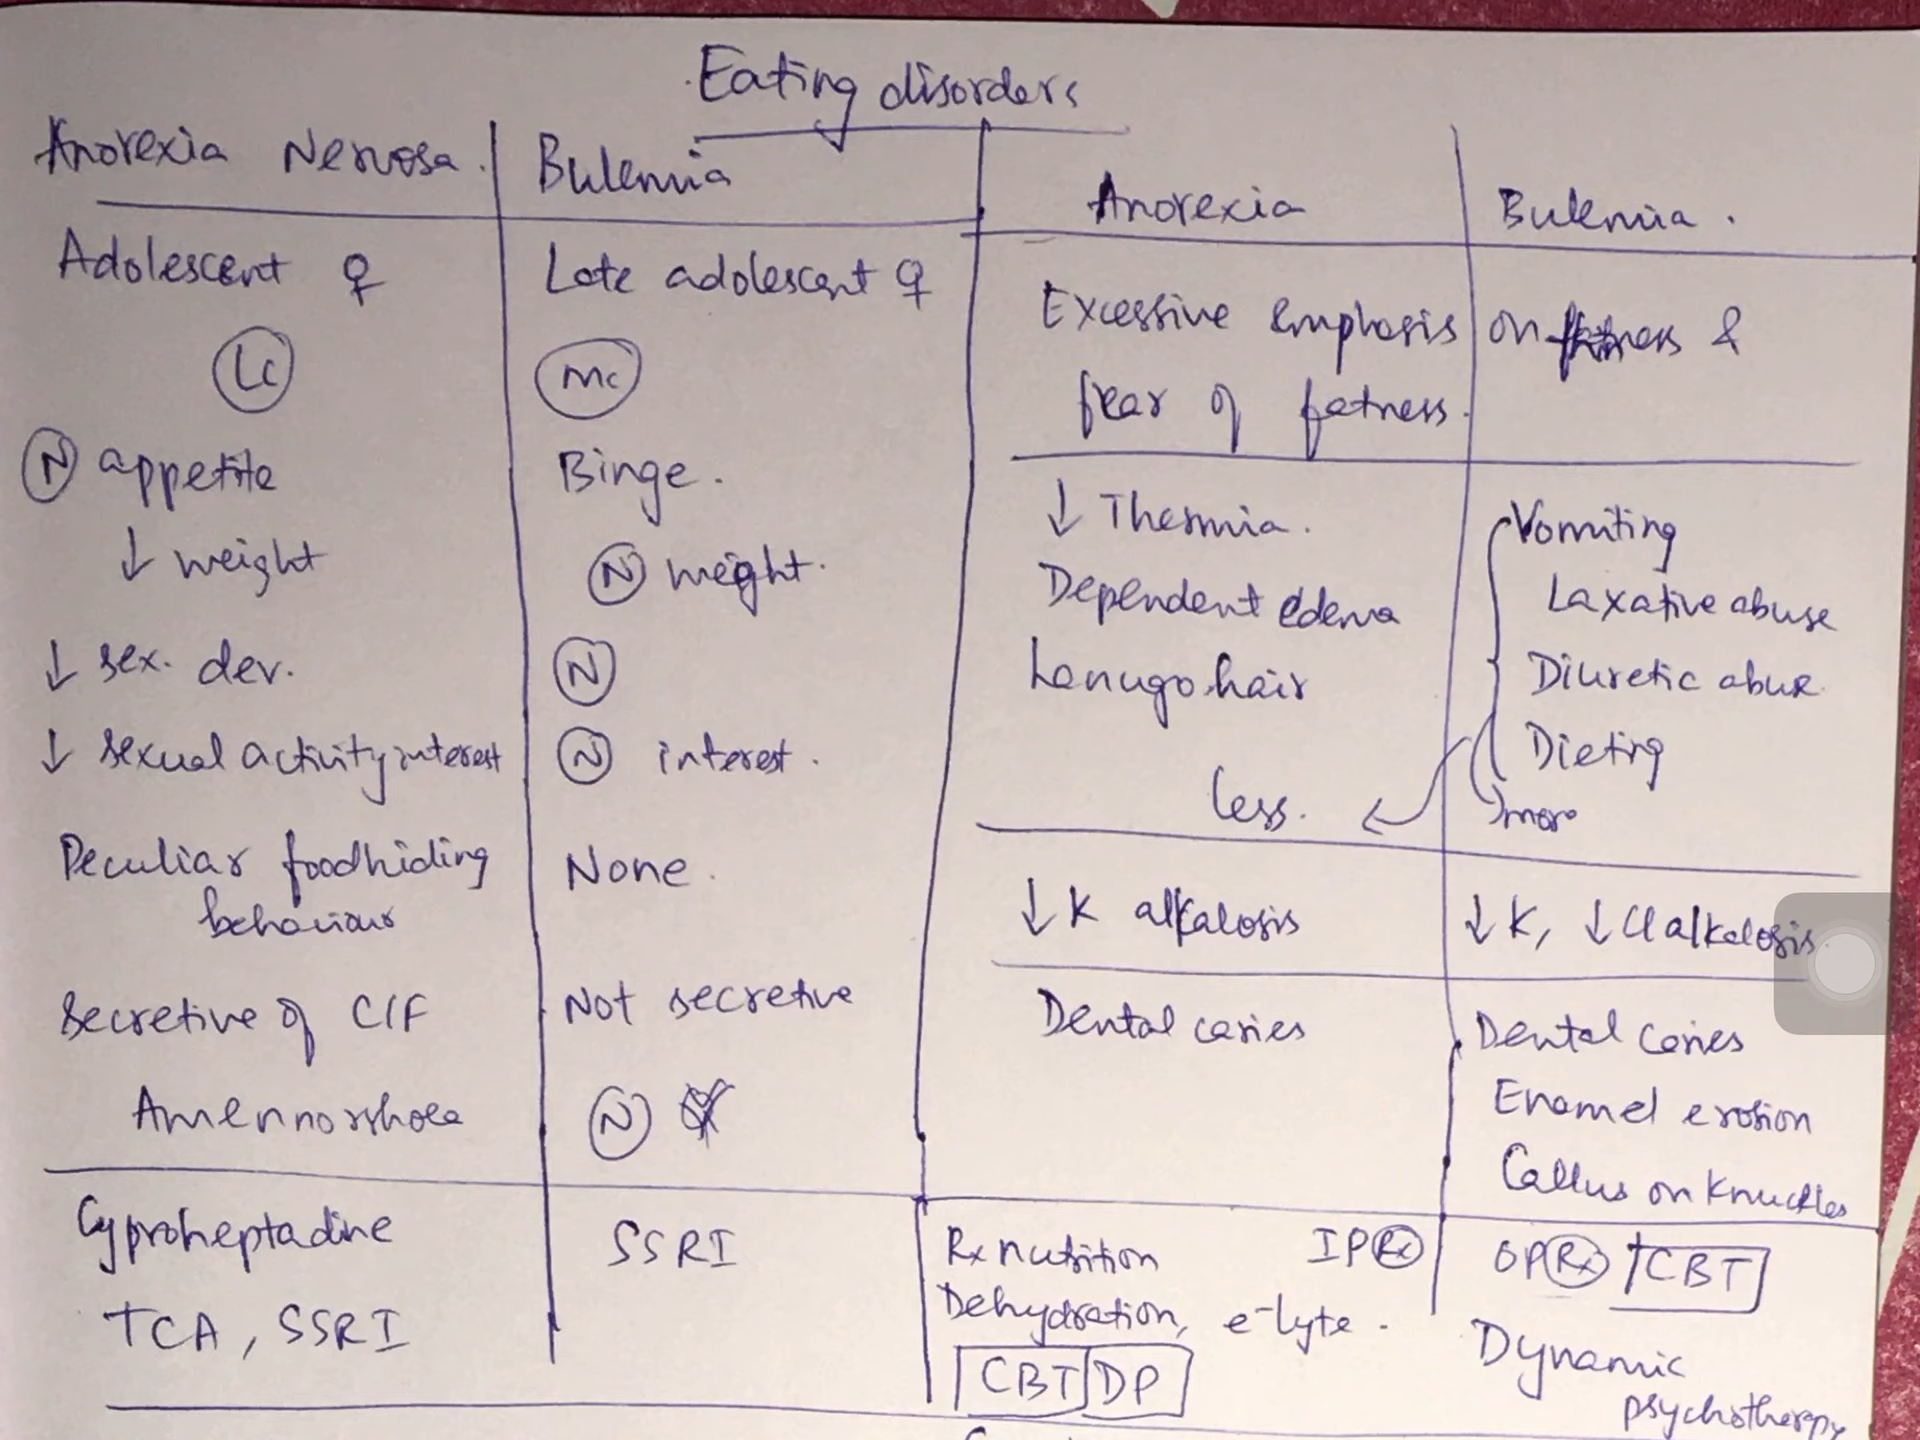 Eating disorders
Anorexia Nervosa. Bulemia
Adolescent ♀ Late adolescent ♀
LC MC
N appetite Binge.
↓ weight N weight.
↓ sex. dev. N
↓ sexual activity interest N interest.
Peculiar foodhiding None.
behaviour
Secretive of C/F Not secretive
Amennorrhoea N
Cyproheptadine SSRI
TCA, SSRI
Anorexia Bulemia.
Excessive emphasis on fatness &
fear of fatness.
↓ Thermia. Vomiting
Dependent edema Laxative abuse
Lanugo hair Diuretic abuse
Dieting
less. more
↓K alkalosis ↓K, ↓Cl alkalosis
Dental caries Dental caries
Enamel erosion
Callus on knuckles
Rx nutrition IP Rx OP Rx + CBT
Dehydration, e-lyte.
CBT DP Dynamic
psychotherapy